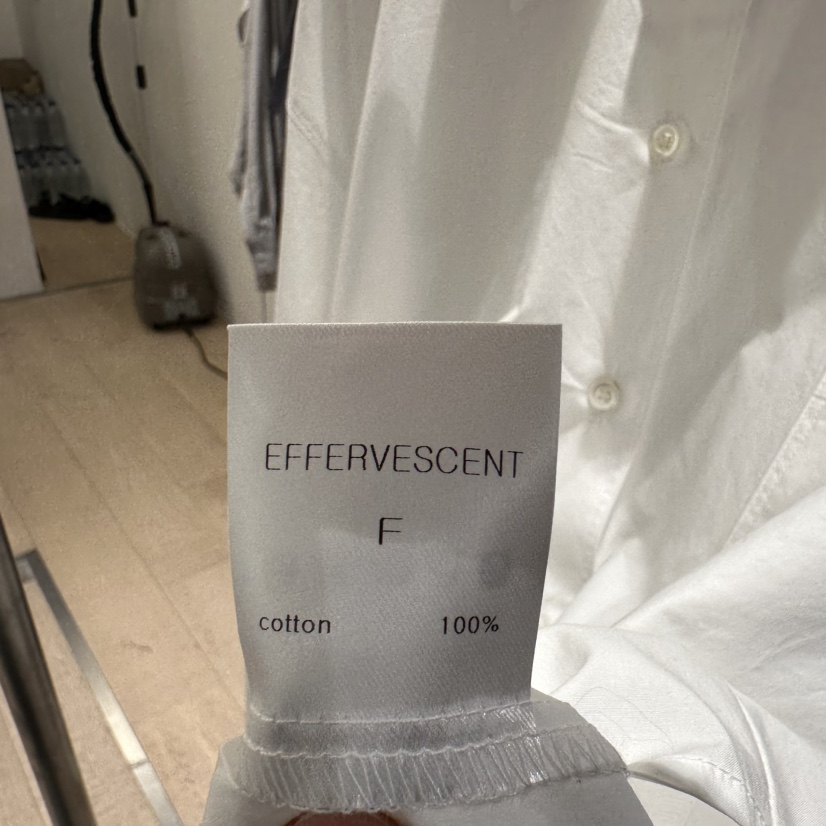 EFFERVESCENT
F
cotton 100%